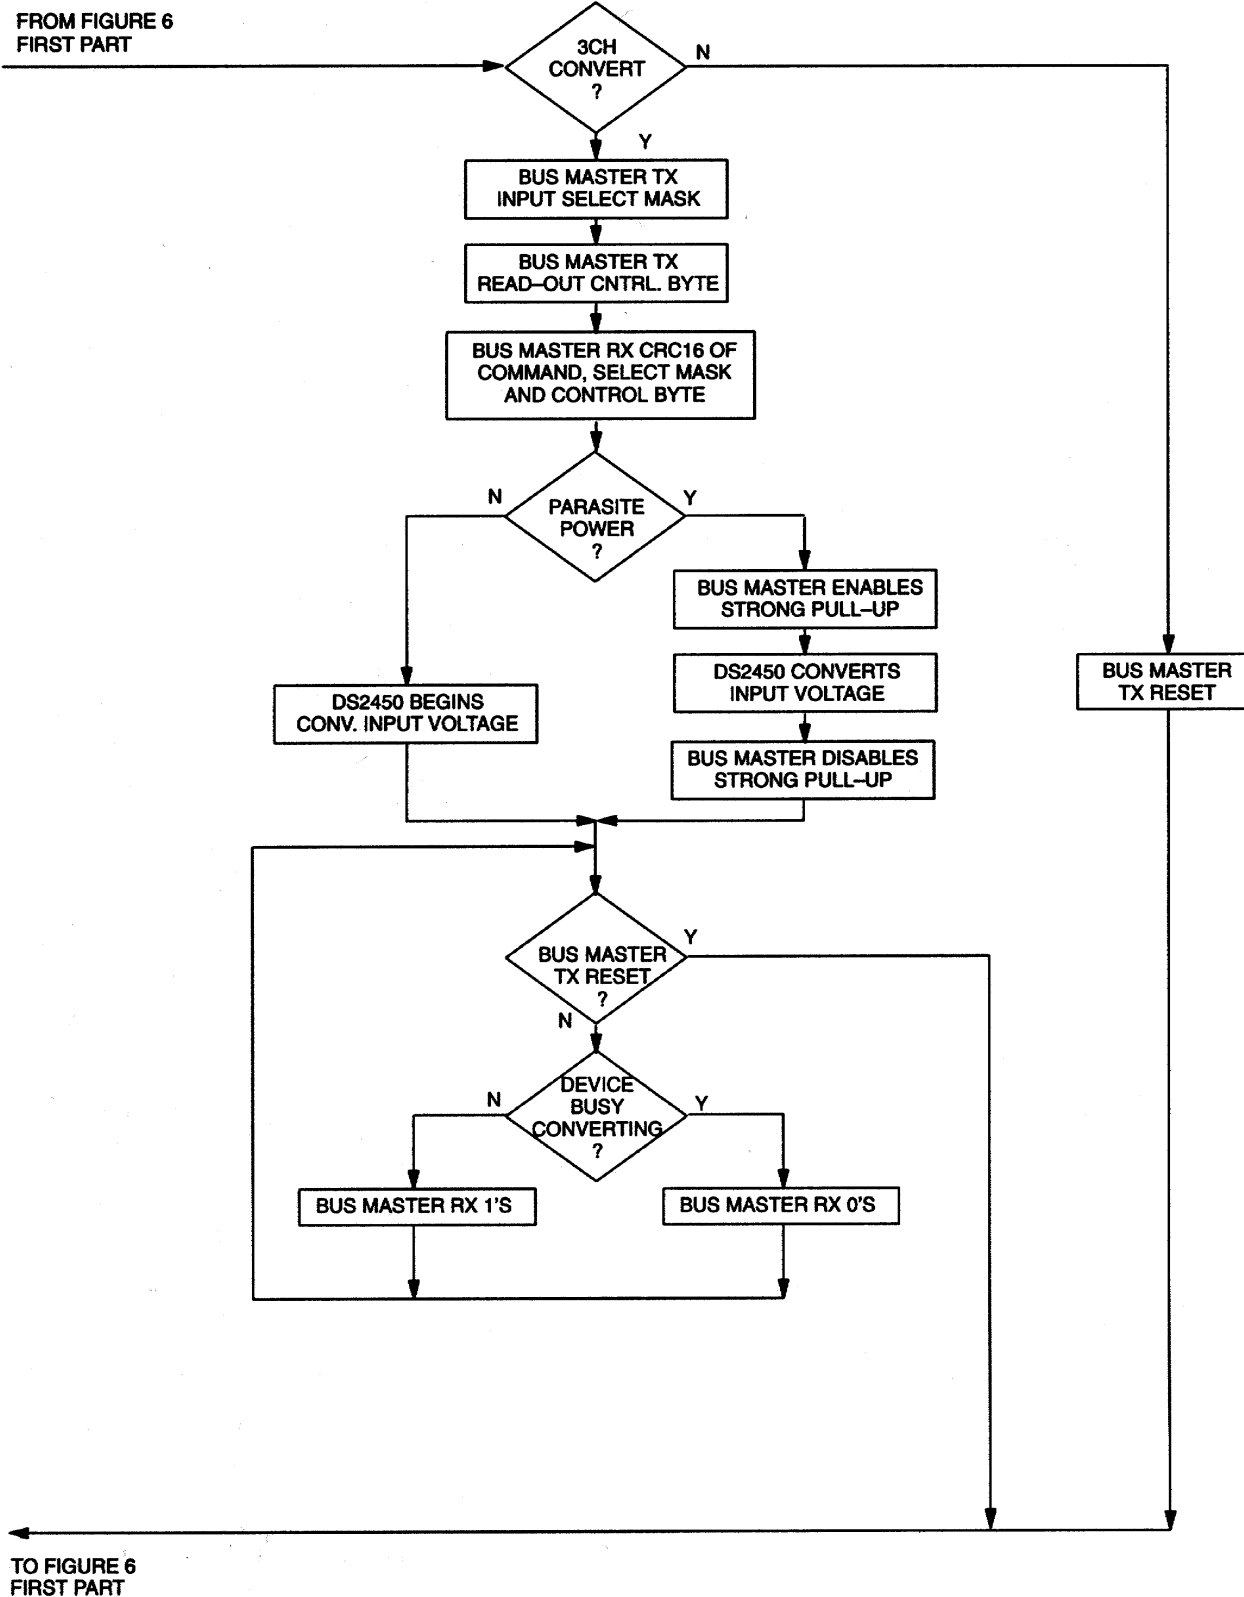 FROM FIGURE 6
FIRST PART
3CH
CONVERT
?
N
Y
BUS MASTER TX
INPUT SELECT MASK
BUS MASTER TX
READ–OUT CNTRL. BYTE
BUS MASTER RX CRC16 OF
COMMAND, SELECT MASK
AND CONTROL BYTE
N
PARASITE
POWER
?
Y
BUS MASTER ENABLES
STRONG PULL–UP
DS2450 CONVERTS
INPUT VOLTAGE
BUS MASTER
TX RESET
DS2450 BEGINS
CONV. INPUT VOLTAGE
BUS MASTER DISABLES
STRONG PULL–UP
BUS MASTER
TX RESET
?
Y
N
DEVICE
BUSY
CONVERTING
?
N
Y
BUS MASTER RX 1'S
BUS MASTER RX 0'S
TO FIGURE 6
FIRST PART